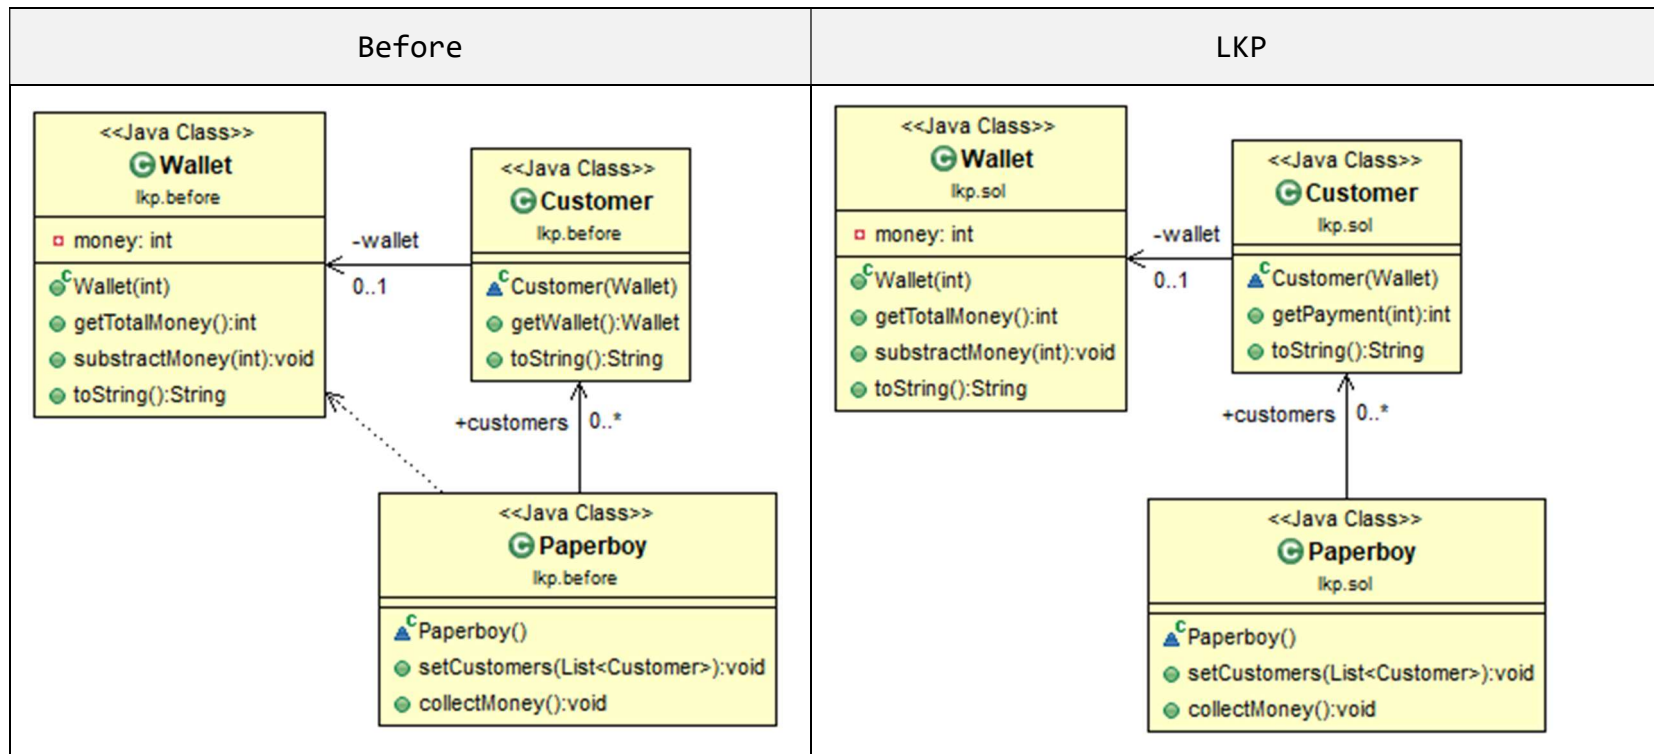 Before
LKP
<<Java Class>>
Wallet
lkp.before
money: int
Wallet(int)
getTotalMoney():int
substractMoney(int):void
toString():String
-wallet
0..1
<<Java Class>>
Customer
lkp.before
Customer(Wallet)
getWallet():Wallet
toString():String
+customers
0..*
<<Java Class>>
Paperboy
lkp.before
Paperboy()
setCustomers(List<Customer>):void
collectMoney():void
<<Java Class>>
Wallet
lkp.sol
money: int
Wallet(int)
getTotalMoney():int
substractMoney(int):void
toString():String
-wallet
0..1
<<Java Class>>
Customer
lkp.sol
Customer(Wallet)
getPayment(int):int
toString():String
+customers
0..*
<<Java Class>>
Paperboy
lkp.sol
Paperboy()
setCustomers(List<Customer>):void
collectMoney():void